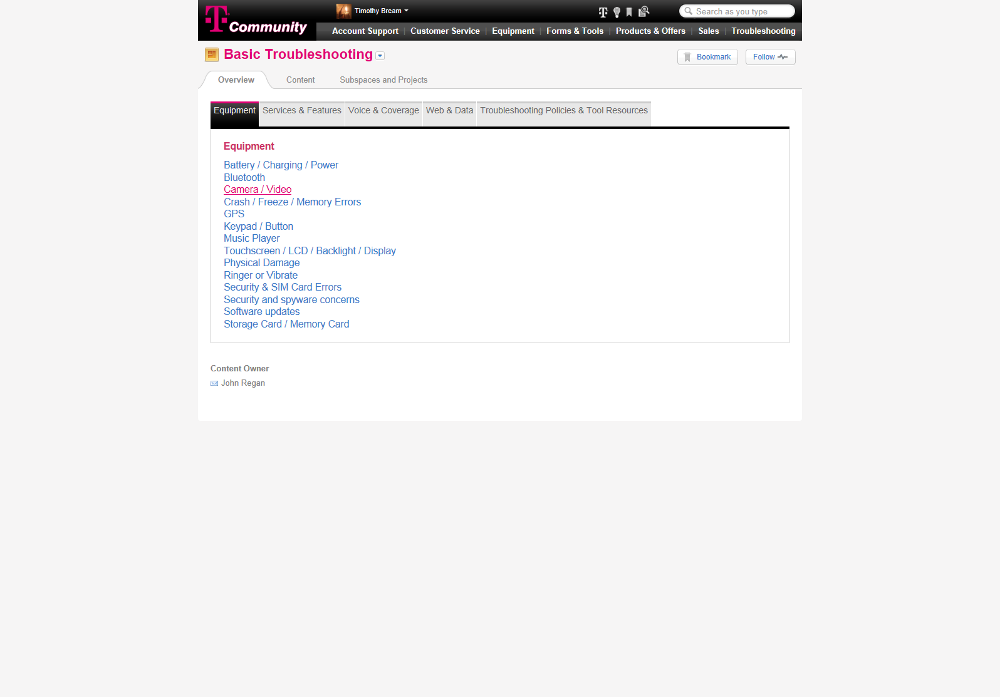 T Community
Timothy Bream
Search as you type
Account Support | Customer Service | Equipment | Forms & Tools | Products & Offers | Sales | Troubleshooting
Basic Troubleshooting
Bookmark
Follow
Overview
Content
Subspaces and Projects
Equipment
Services & Features
Voice & Coverage
Web & Data
Troubleshooting Policies & Tool Resources
Equipment
Battery / Charging / Power
Bluetooth
Camera / Video
Crash / Freeze / Memory Errors
GPS
Keypad / Button
Music Player
Touchscreen / LCD / Backlight / Display
Physical Damage
Ringer or Vibrate
Security & SIM Card Errors
Security and spyware concerns
Software updates
Storage Card / Memory Card
Content Owner
John Regan